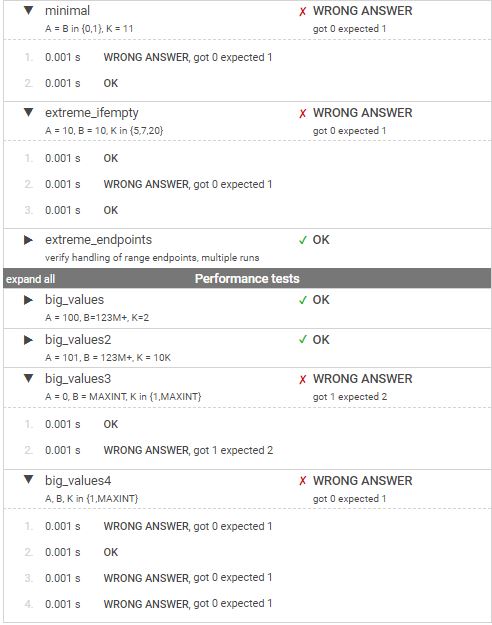 ▼ minimal ✗ WRONG ANSWER
A = B in {0,1}, K = 11 got 0 expected 1
1. 0.001 s WRONG ANSWER, got 0 expected 1
2. 0.001 s OK
▼ extreme_ifempty ✗ WRONG ANSWER
A = 10, B = 10, K in {5,7,20} got 0 expected 1
1. 0.001 s OK
2. 0.001 s WRONG ANSWER, got 0 expected 1
3. 0.001 s OK
▶ extreme_endpoints ✓ OK
verify handling of range endpoints, multiple runs
expand all Performance tests
▶ big_values ✓ OK
A = 100, B=123M+, K=2
▶ big_values2 ✓ OK
A = 101, B = 123M+, K = 10K
▼ big_values3 ✗ WRONG ANSWER
A = 0, B = MAXINT, K in {1,MAXINT} got 1 expected 2
1. 0.001 s OK
2. 0.001 s WRONG ANSWER, got 1 expected 2
▼ big_values4 ✗ WRONG ANSWER
A, B, K in {1,MAXINT} got 0 expected 1
1. 0.001 s WRONG ANSWER, got 0 expected 1
2. 0.001 s OK
3. 0.001 s WRONG ANSWER, got 0 expected 1
4. 0.001 s WRONG ANSWER, got 0 expected 1